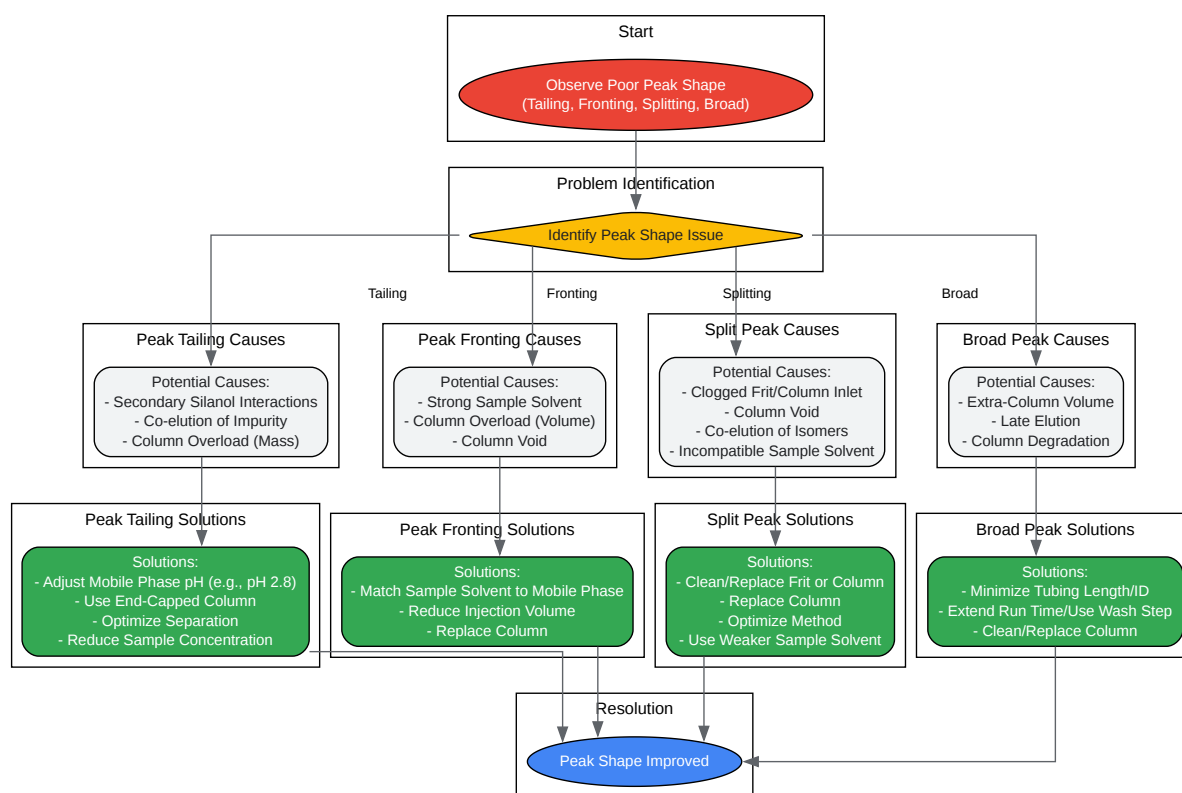 Start
Observe Poor Peak Shape
(Tailing, Fronting, Splitting, Broad)
Problem Identification
Identify Peak Shape Issue
Tailing
Fronting
Splitting
Broad
Peak Tailing Causes
Potential Causes:
- Secondary Silanol Interactions
- Co-elution of Impurity
- Column Overload (Mass)
Peak Fronting Causes
Potential Causes:
- Strong Sample Solvent
- Column Overload (Volume)
- Column Void
Split Peak Causes
Potential Causes:
- Clogged Frit/Column Inlet
- Column Void
- Co-elution of Isomers
- Incompatible Sample Solvent
Broad Peak Causes
Potential Causes:
- Extra-Column Volume
- Late Elution
- Column Degradation
Peak Tailing Solutions
Solutions:
- Adjust Mobile Phase pH (e.g., pH 2.8)
- Use End-Capped Column
- Optimize Separation
- Reduce Sample Concentration
Peak Fronting Solutions
Solutions:
- Match Sample Solvent to Mobile Phase
- Reduce Injection Volume
- Replace Column
Split Peak Solutions
Solutions:
- Clean/Replace Frit or Column
- Replace Column
- Optimize Method
- Use Weaker Sample Solvent
Broad Peak Solutions
Solutions:
- Minimize Tubing Length/ID
- Extend Run Time/Use Wash Step
- Clean/Replace Column
Resolution
Peak Shape Improved